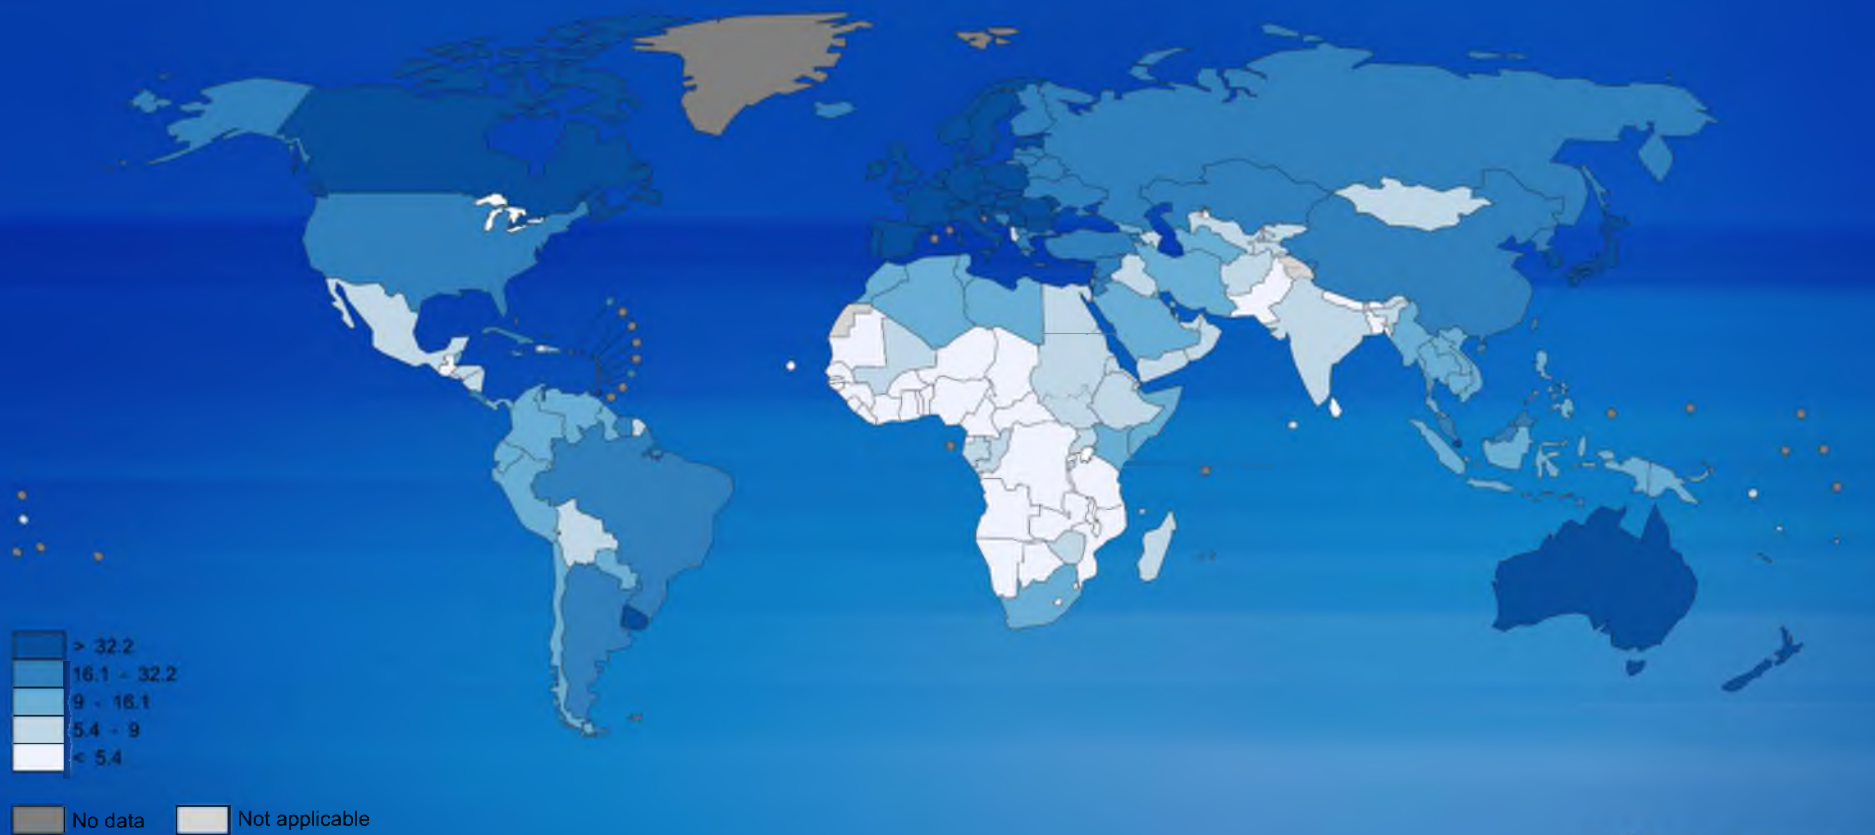 > 32.2
16.1 - 32.2
9 - 16.1
5.4 - 9
< 5.4
No data
Not applicable